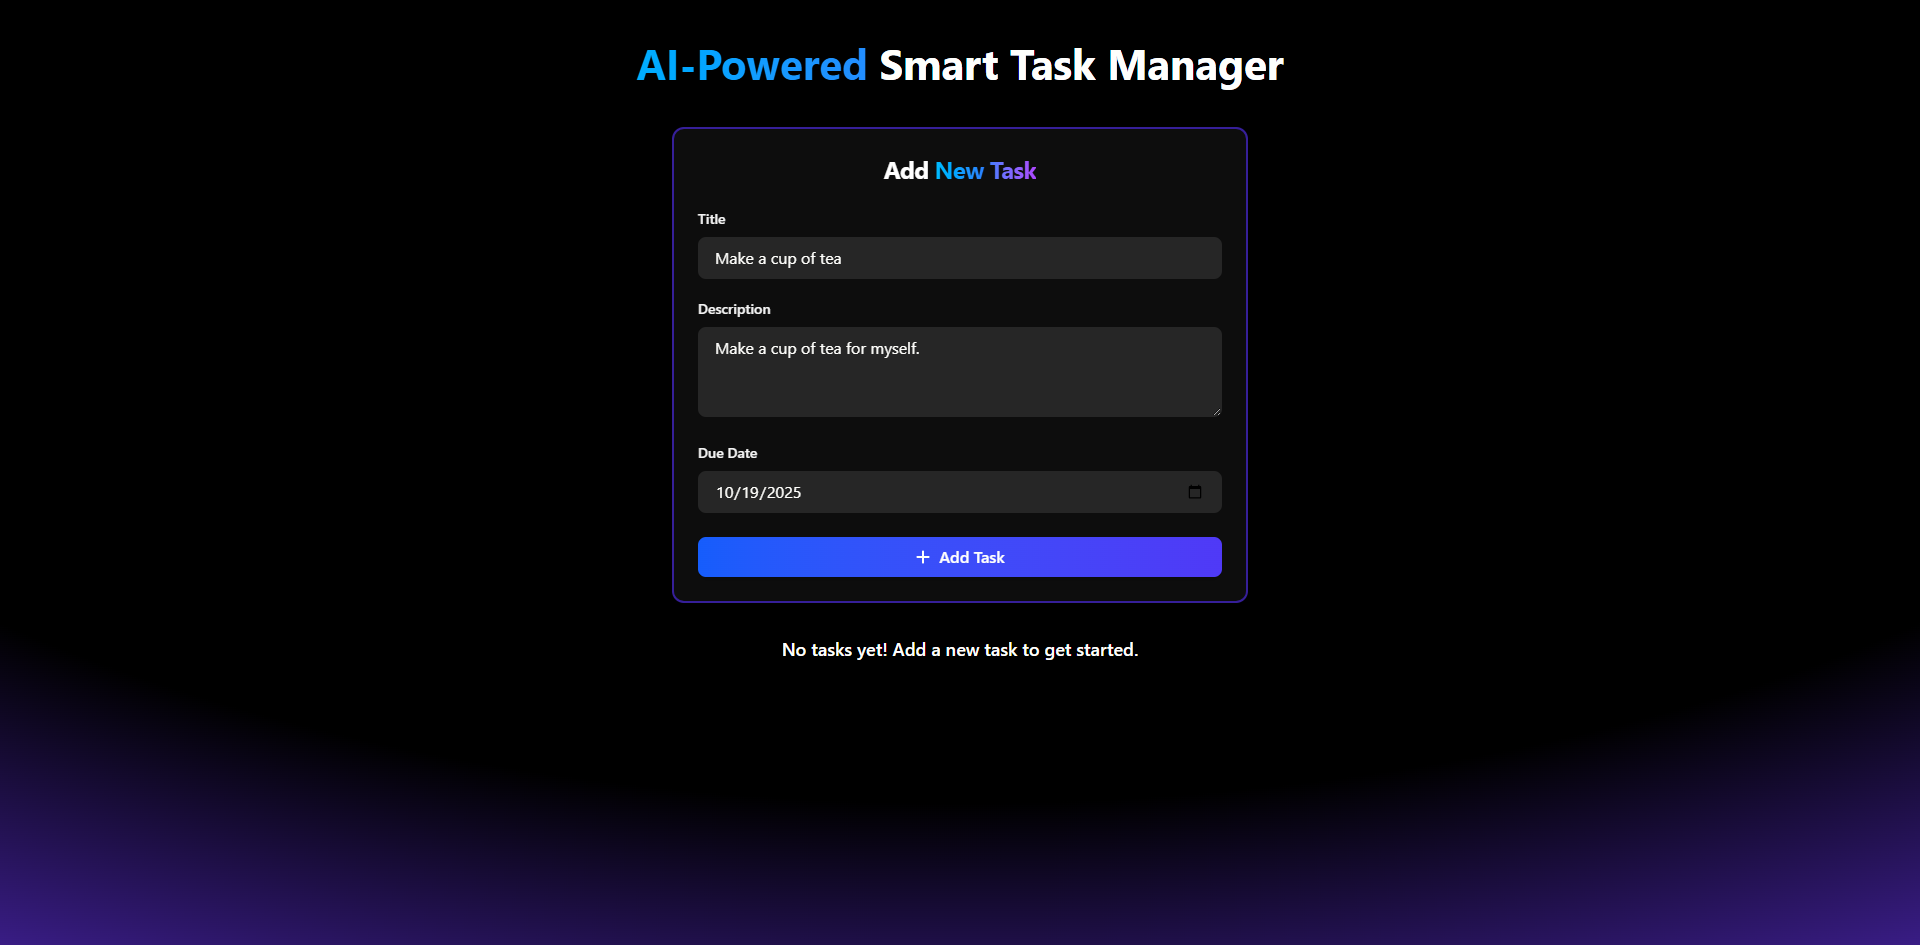 AI-Powered Smart Task Manager
Add New Task
Title
Make a cup of tea
Description
Make a cup of tea for myself.
Due Date
10/19/2025
Add Task
No tasks yet! Add a new task to get started.